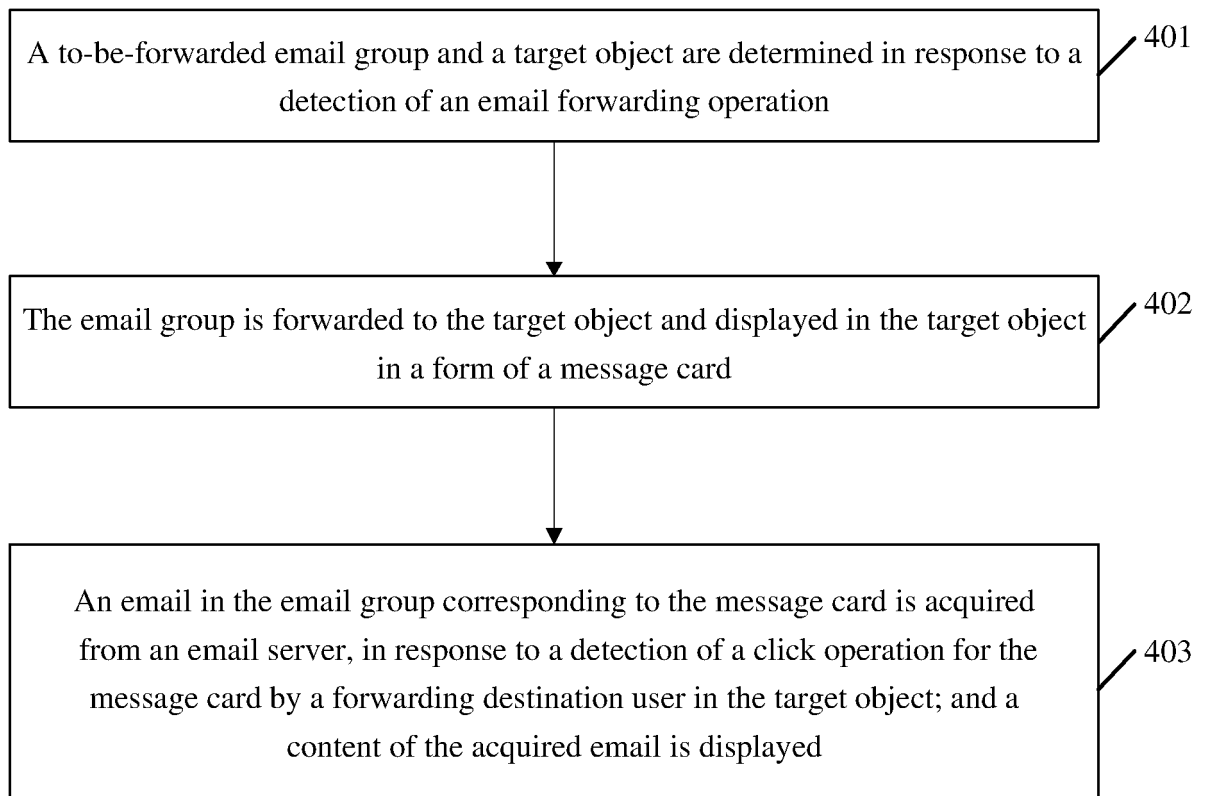 A to-be-forwarded email group and a target object are determined in response to a
detection of an email forwarding operation
401
The email group is forwarded to the target object and displayed in the target object
in a form of a message card
402
An email in the email group corresponding to the message card is acquired
from an email server, in response to a detection of a click operation for the
message card by a forwarding destination user in the target object; and a
content of the acquired email is displayed
403